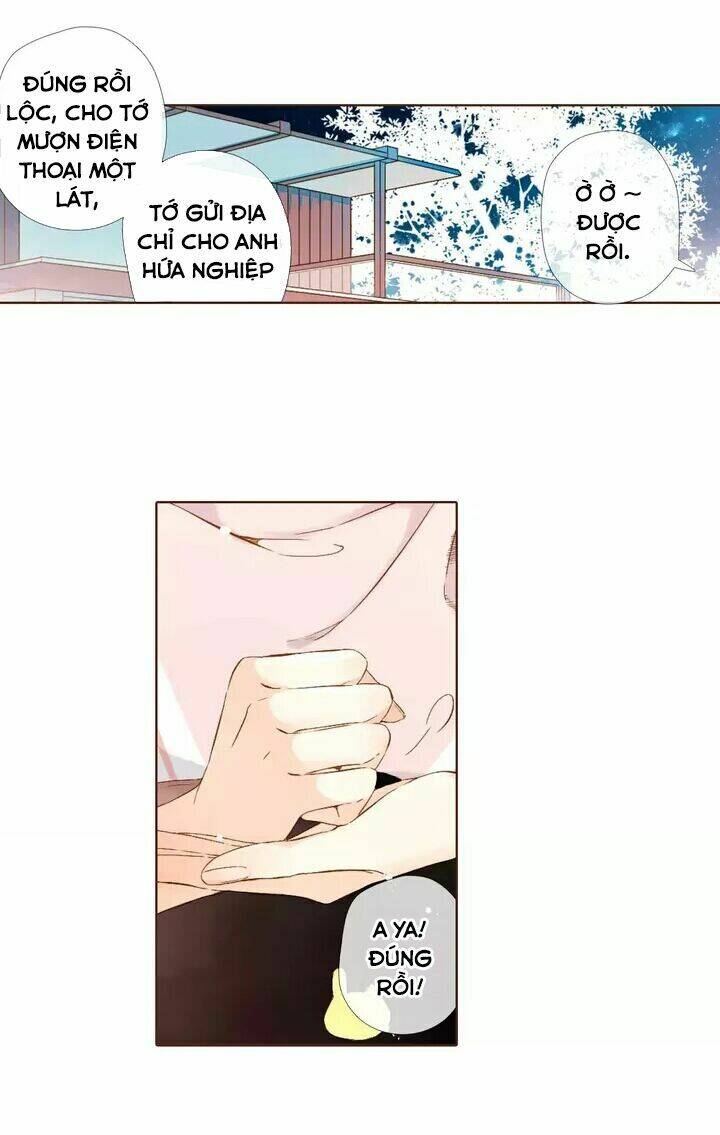 ĐÚNG RỒI
LỘC, CHO TỚ
MƯỢN ĐIỆN
THOẠI MỘT
LÁT,
TỚ GỬI ĐỊA
CHỈ CHO ANH
HỨA NGHIỆP
Ờ Ờ ~
ĐƯỢC
RỒI.
A YA!
ĐÚNG
RỒI!